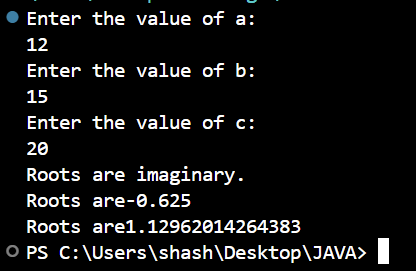 Enter the value of a:
12
Enter the value of b:
15
Enter the value of c:
20
Roots are imaginary.
Roots are-0.625
Roots are1.12962014264383
PS C:\Users\shash\Desktop\JAVA>